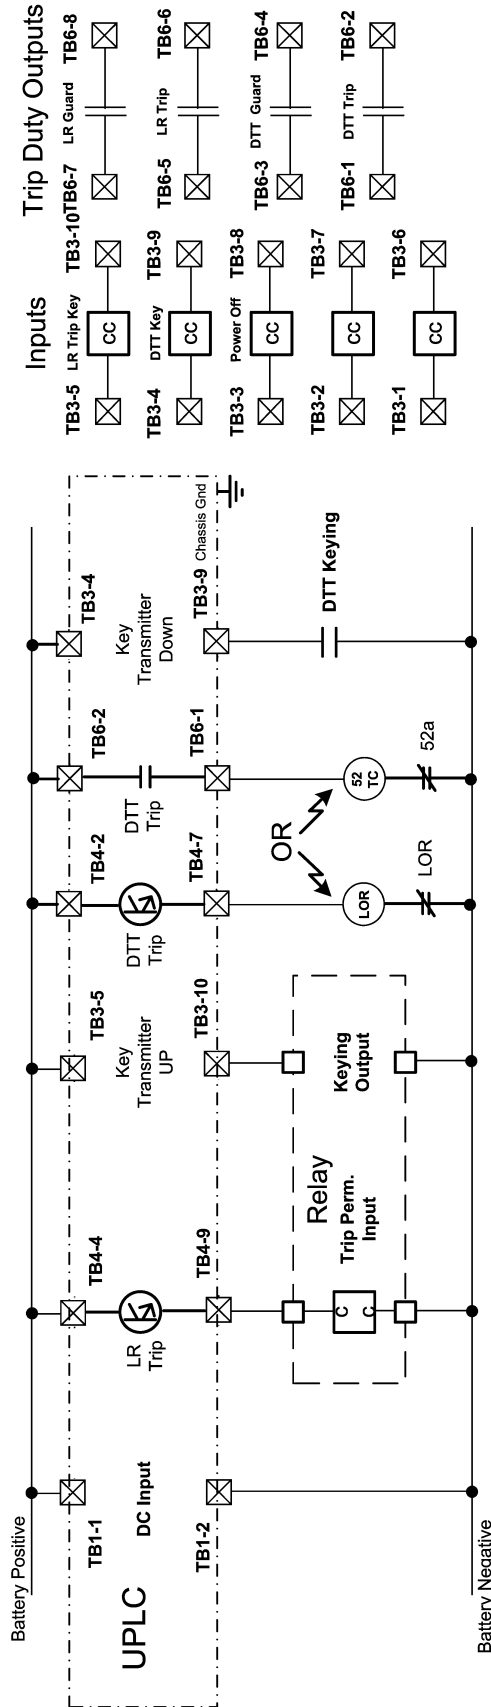 Battery Positive
TB1-1
TB4-4
TB3-5
TB4-2
TB6-2
TB3-4
UPLC
DC Input
LR
Trip
Key
Transmitter
UP
DTT
Trip
DTT
Trip
Key
Transmitter
Down
TB1-2
TB4-9
TB3-10
TB4-7
TB6-1
TB3-9
Chassis Gnd
Relay
Trip Perm.
Input
C
C
Keying
Output
OR
LOR
LOR
52
TC
52a
DTT Keying
Battery Negative
Inputs
TB3-5
LR Trip Key
CC
TB3-10
TB3-4
DTT Key
CC
TB3-9
TB3-3
Power Off
CC
TB3-8
TB3-2
CC
TB3-7
TB3-1
CC
TB3-6
Trip Duty Outputs
TB6-7
LR Guard
TB6-8
TB6-5
LR Trip
TB6-6
TB6-3
DTT Guard
TB6-4
TB6-1
DTT Trip
TB6-2